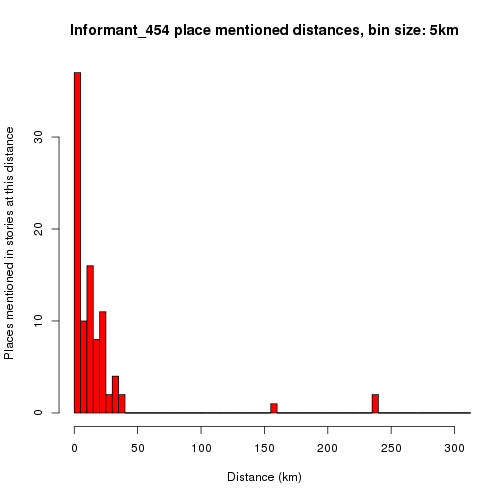 Informant_454 place mentioned distances, bin size: 5km
Places mentioned in stories at this distance
30
20
10
0
0 50 100 150 200 250 300
Distance (km)